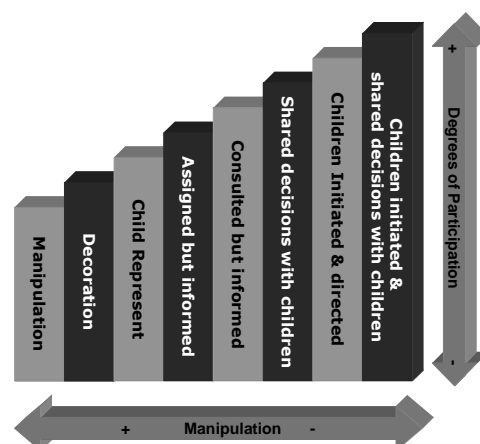 Manipulation
Decoration
Child Represent
Assigned but informed
Consulted but informed
Shared decisions with children
Children Initiated & directed
Children initiated &
shared decisions with children
+
Degrees of Participation
-
+ Manipulation -